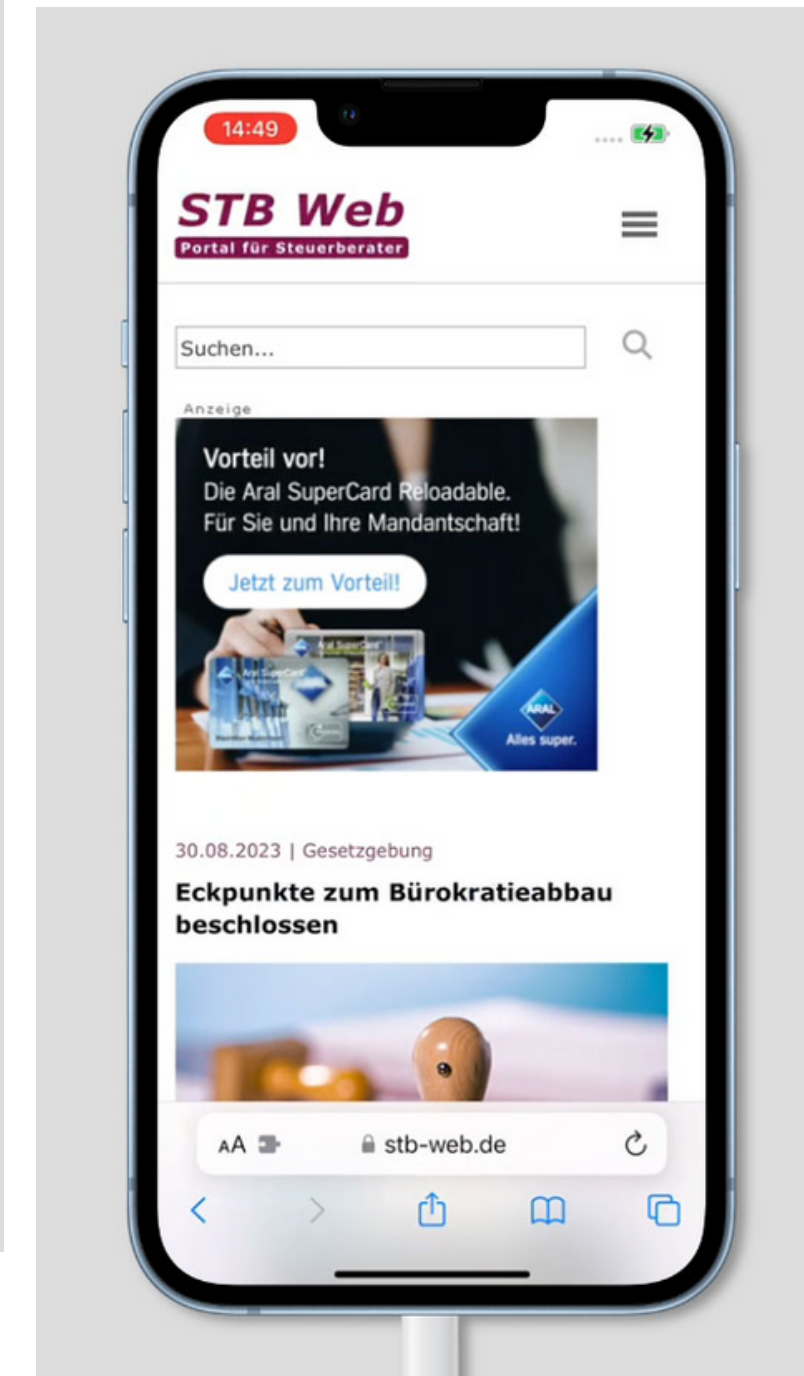 14:49
STB Web
Portal für Steuerberater
Suchen...
Anzeige
Vorteil vor!
Die Aral SuperCard Reloadable.
Für Sie und Ihre Mandantschaft!
Jetzt zum Vorteil!
Aral SuperCard
Aral SuperCard
ARAL
Alles super.
30.08.2023 | Gesetzgebung
Eckpunkte zum Bürokratieabbau
beschlossen
AA
stb-web.de